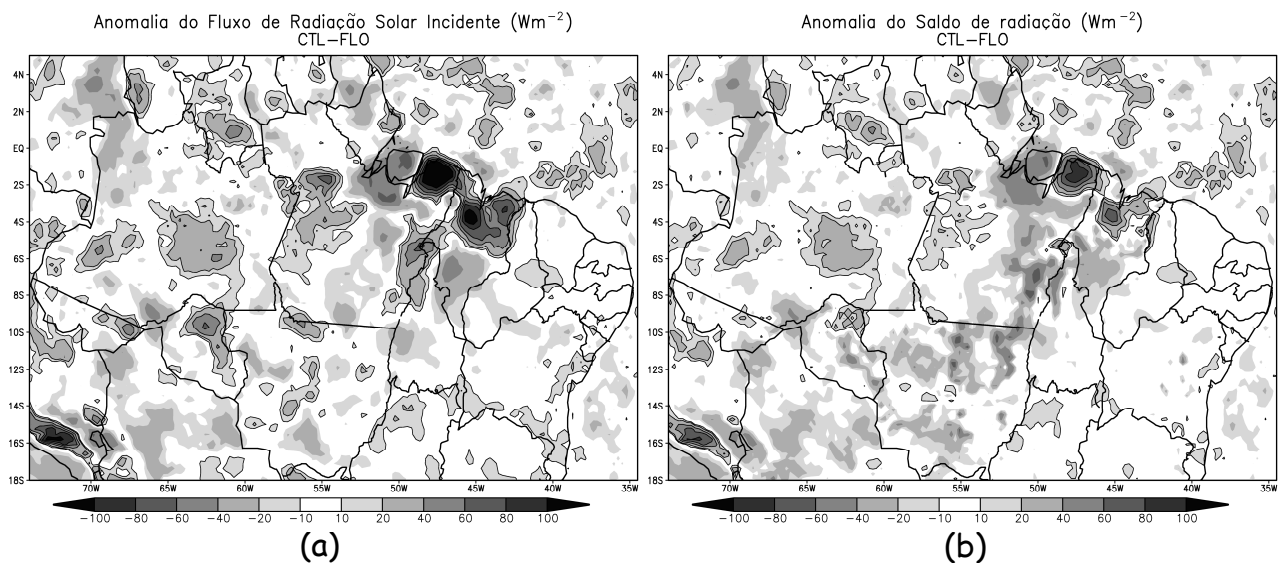 Anomalia do Fluxo de Radiação Solar Incidente (Wm−2)
CTL−FLO
4N
2N
EQ
2S
4S
6S
8S
10S
12S
14S
16S
18S
70W 65W 60W 55W 50W 45W 40W 35W
−100 −80 −60 −40 −20 −10 10 20 40 60 80 100
(a)
Anomalia do Saldo de radiação (Wm−2)
CTL−FLO
4N
2N
EQ
2S
4S
6S
8S
10S
12S
14S
16S
18S
70W 65W 60W 55W 50W 45W 40W 35W
−100 −80 −60 −40 −20 −10 10 20 40 60 80 100
(b)